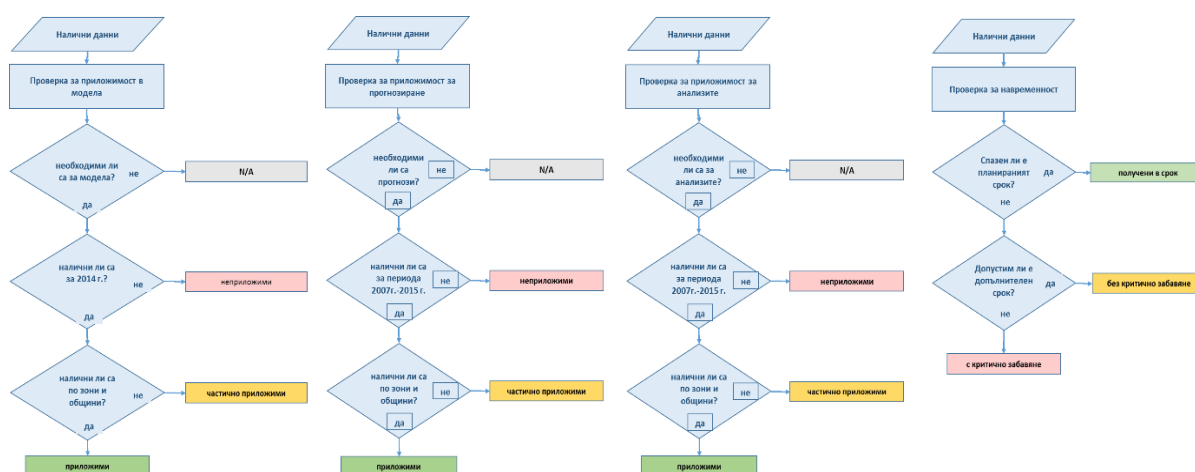 Налични данни
Проверка за приложимост в
модела
необходими ли
са за модела?
не
N/A
да
налични ли са
за 2014 г.?
не
неприложими
да
налични ли са
по зони и
общини?
не
частично приложими
да
приложими
Налични данни
Проверка за приложимост за
прогнозиране
необходими
ли са
прогнози?
не
N/A
да
налични ли са
за периода
2007г.-2015 г.
не
неприложими
да
налични ли са
по зони и
общини?
не
частично приложими
да
приложими
Налични данни
Проверка за приложимост за
анализите
необходими
ли са за
анализите?
не
N/A
да
налични ли са
за периода
2007г.-2015 г.
не
неприложими
да
налични ли са
по зони и
общини?
не
частично приложими
да
приложими
Налични данни
Проверка за навременност
Спазен ли е
планираният
срок?
да
получени в срок
не
Допустим ли е
допълнителен
срок?
да
без критично забавяне
не
с критично забавяне